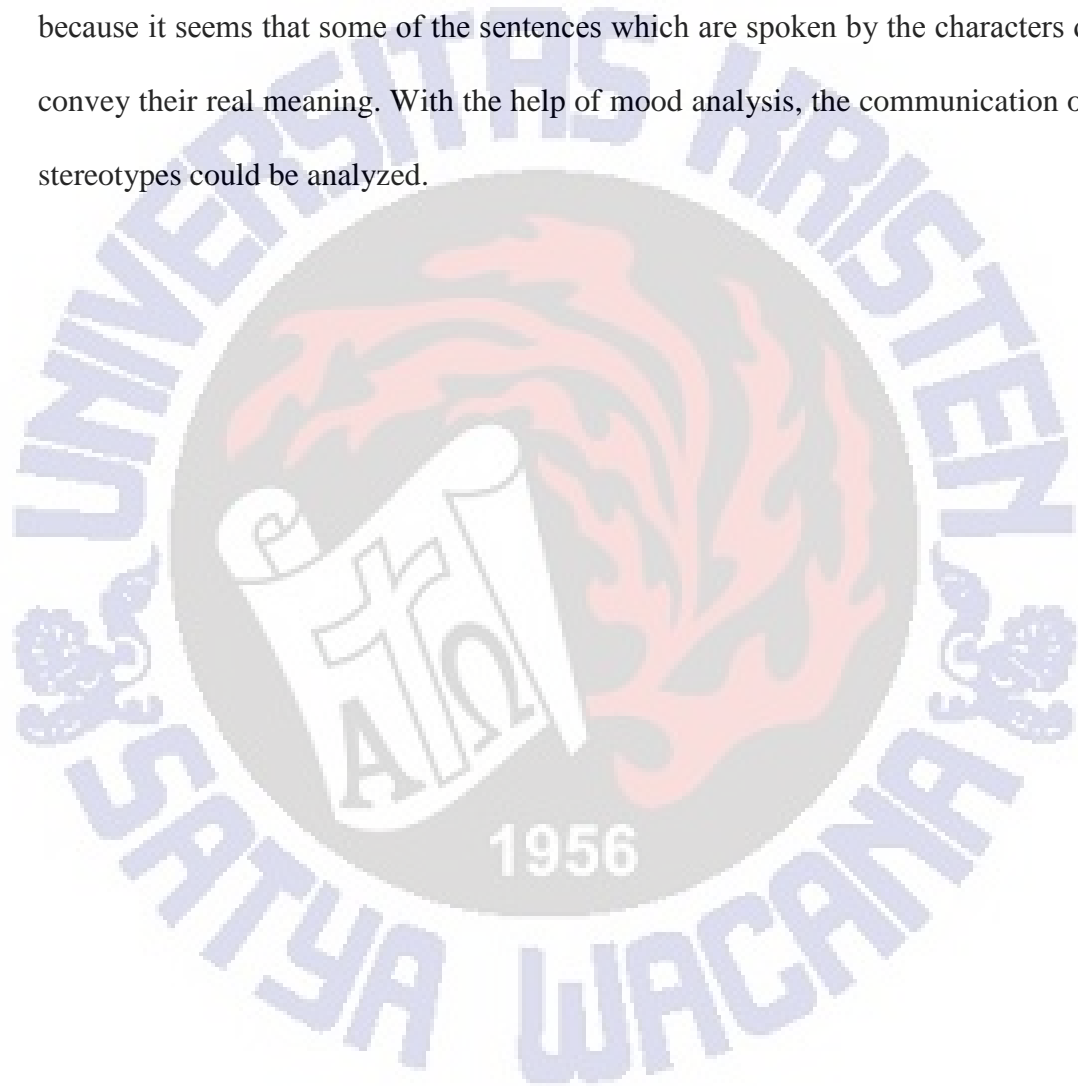 because it seems that some of the sentences which are spoken by the characters
convey their real meaning. With the help of mood analysis, the communication
stereotypes could be analyzed.
UNIVERSITAS KRISTEN
SATYA WACANA
A Ω
1956